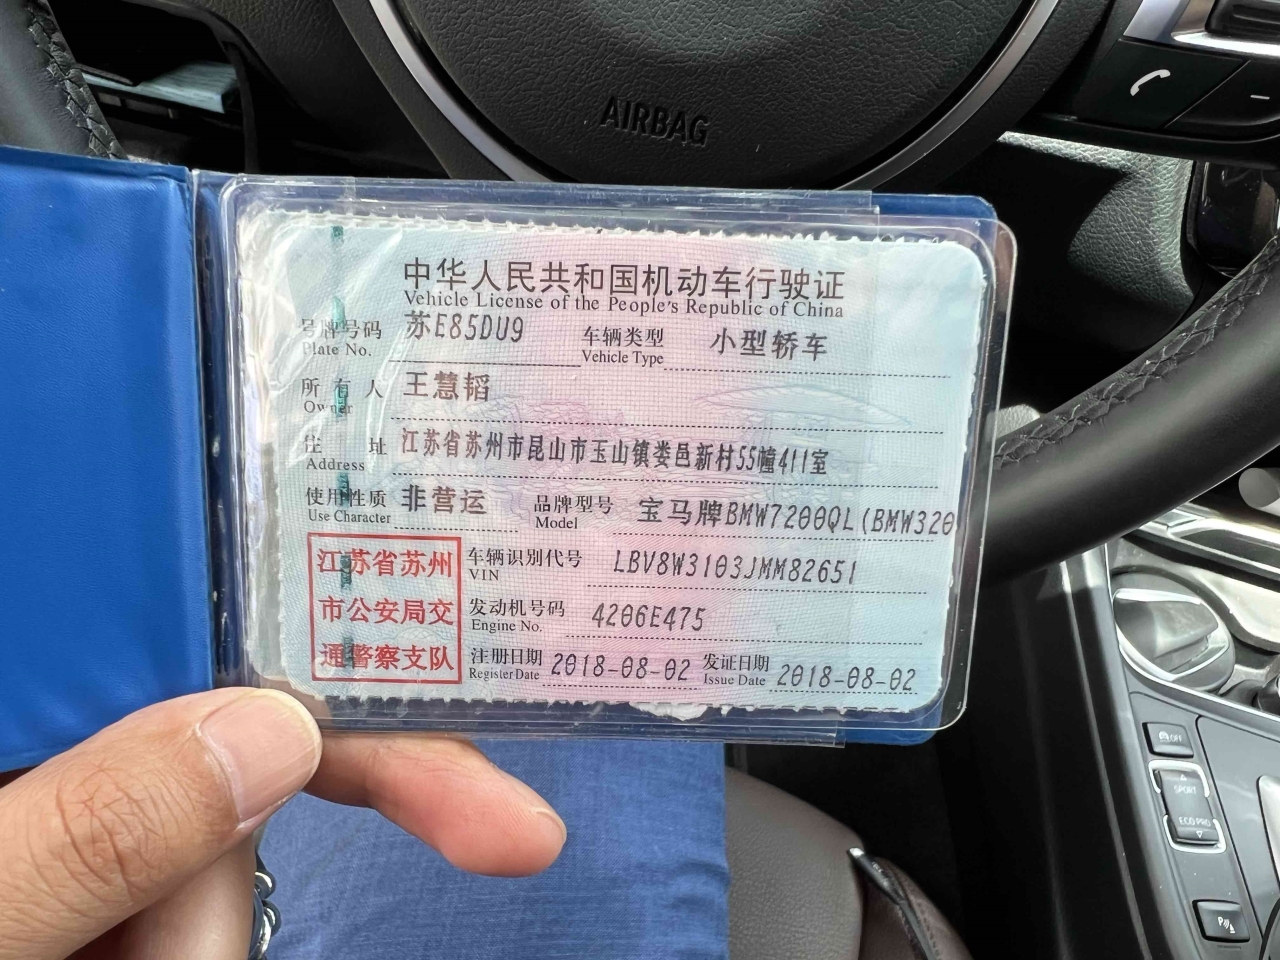 AIRBAG
中华人民共和国机动车行驶证
Vehicle License of the People's Republic of China
号牌号码 苏E85DU9 车辆类型 小型轿车
Plate No. Vehicle Type
所有人 王慧韬
Owner
住址 江苏省苏州市昆山市玉山镇娄邑新村55幢411室
Address
使用性质 非营运 品牌型号 宝马牌BMW7200QL(BMW320
Use Character Model
江苏省苏州
市公安局交
通警察支队
车辆识别代号 LBV8W3103JMM82651
VIN
发动机号码 4206E475
Engine No.
注册日期 2018-08-02 发证日期 2018-08-02
Register Date Issue Date
OFF
SPORT
ECO PRO
P